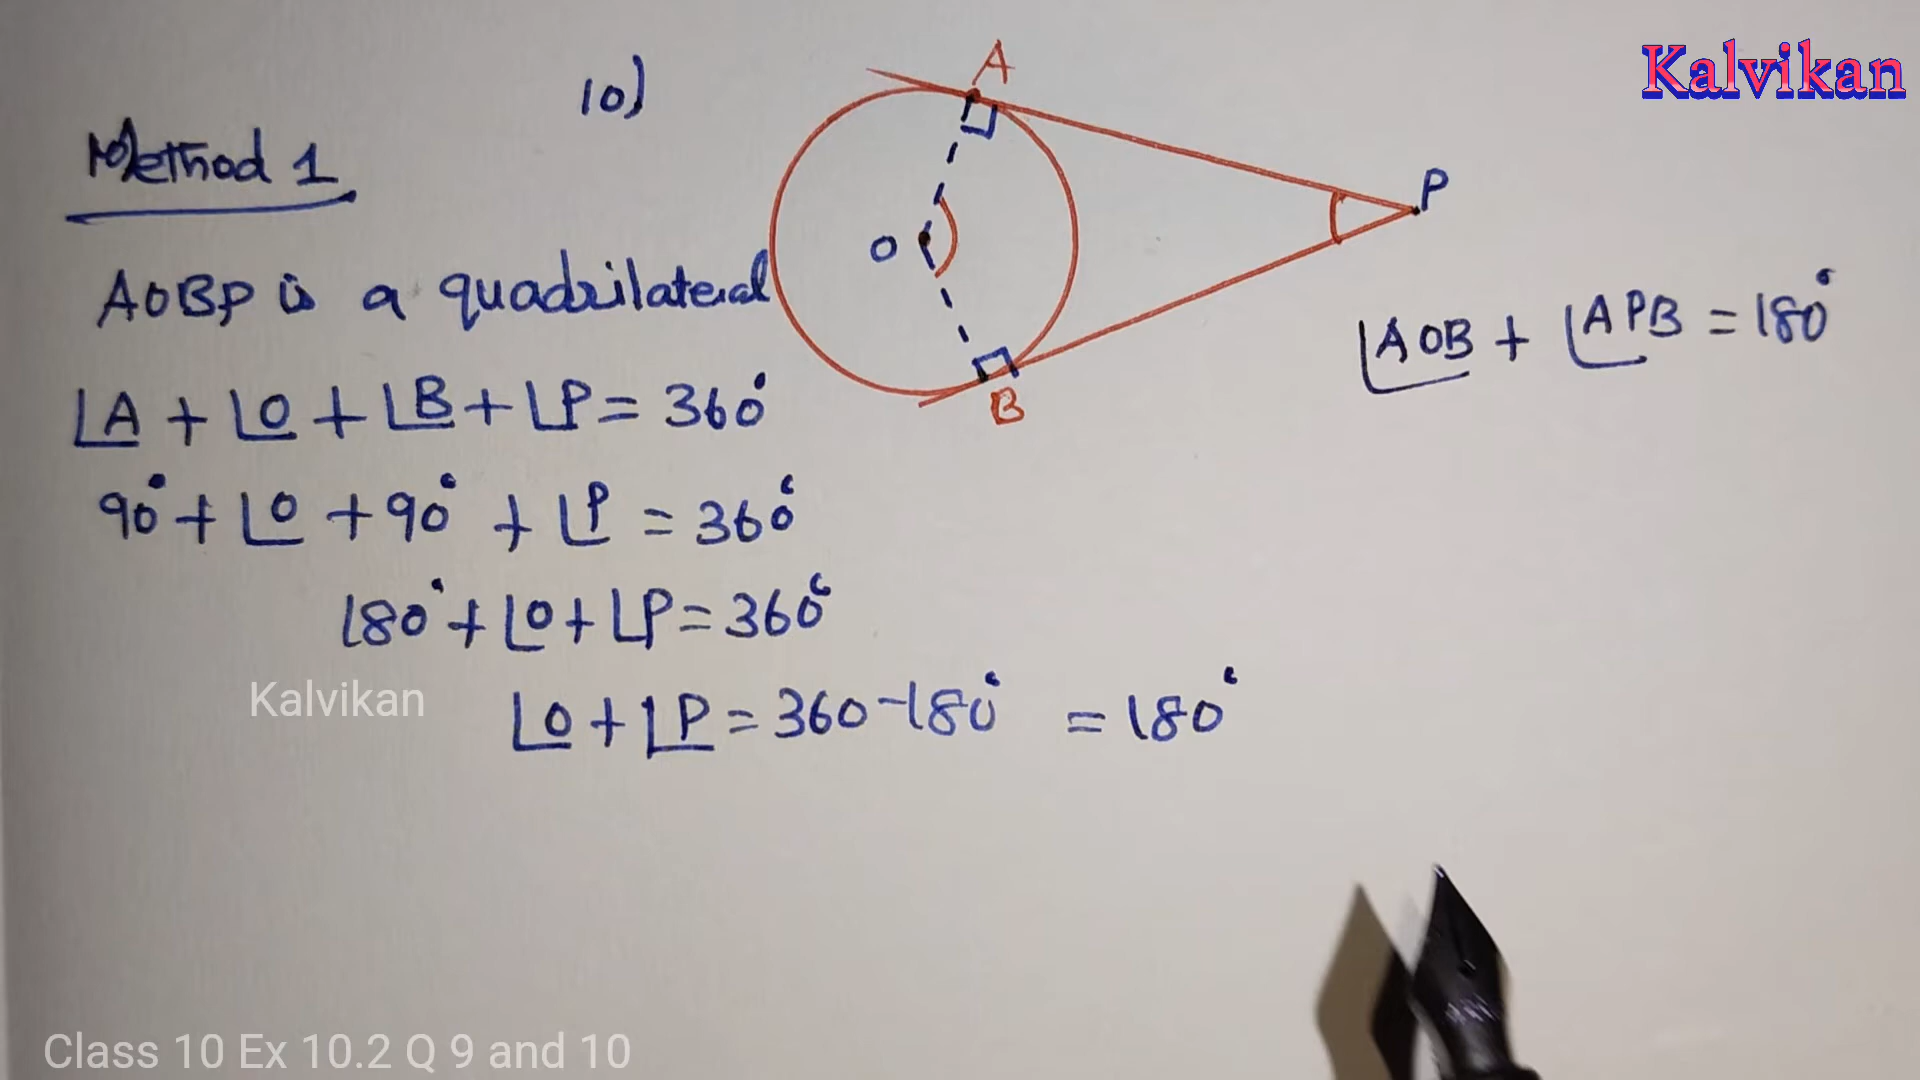 Kalvikan
10)
A
Method 1
P
O
AOBP is a quadrilateral
∠AOB + ∠APB = 180°
B
∠A + ∠O + ∠B + ∠P = 360°
90° + ∠O + 90° + ∠P = 360°
180° + ∠O + ∠P = 360°
Kalvikan
∠O + ∠P = 360 - 180° = 180°
Class 10 Ex 10.2 Q 9 and 10